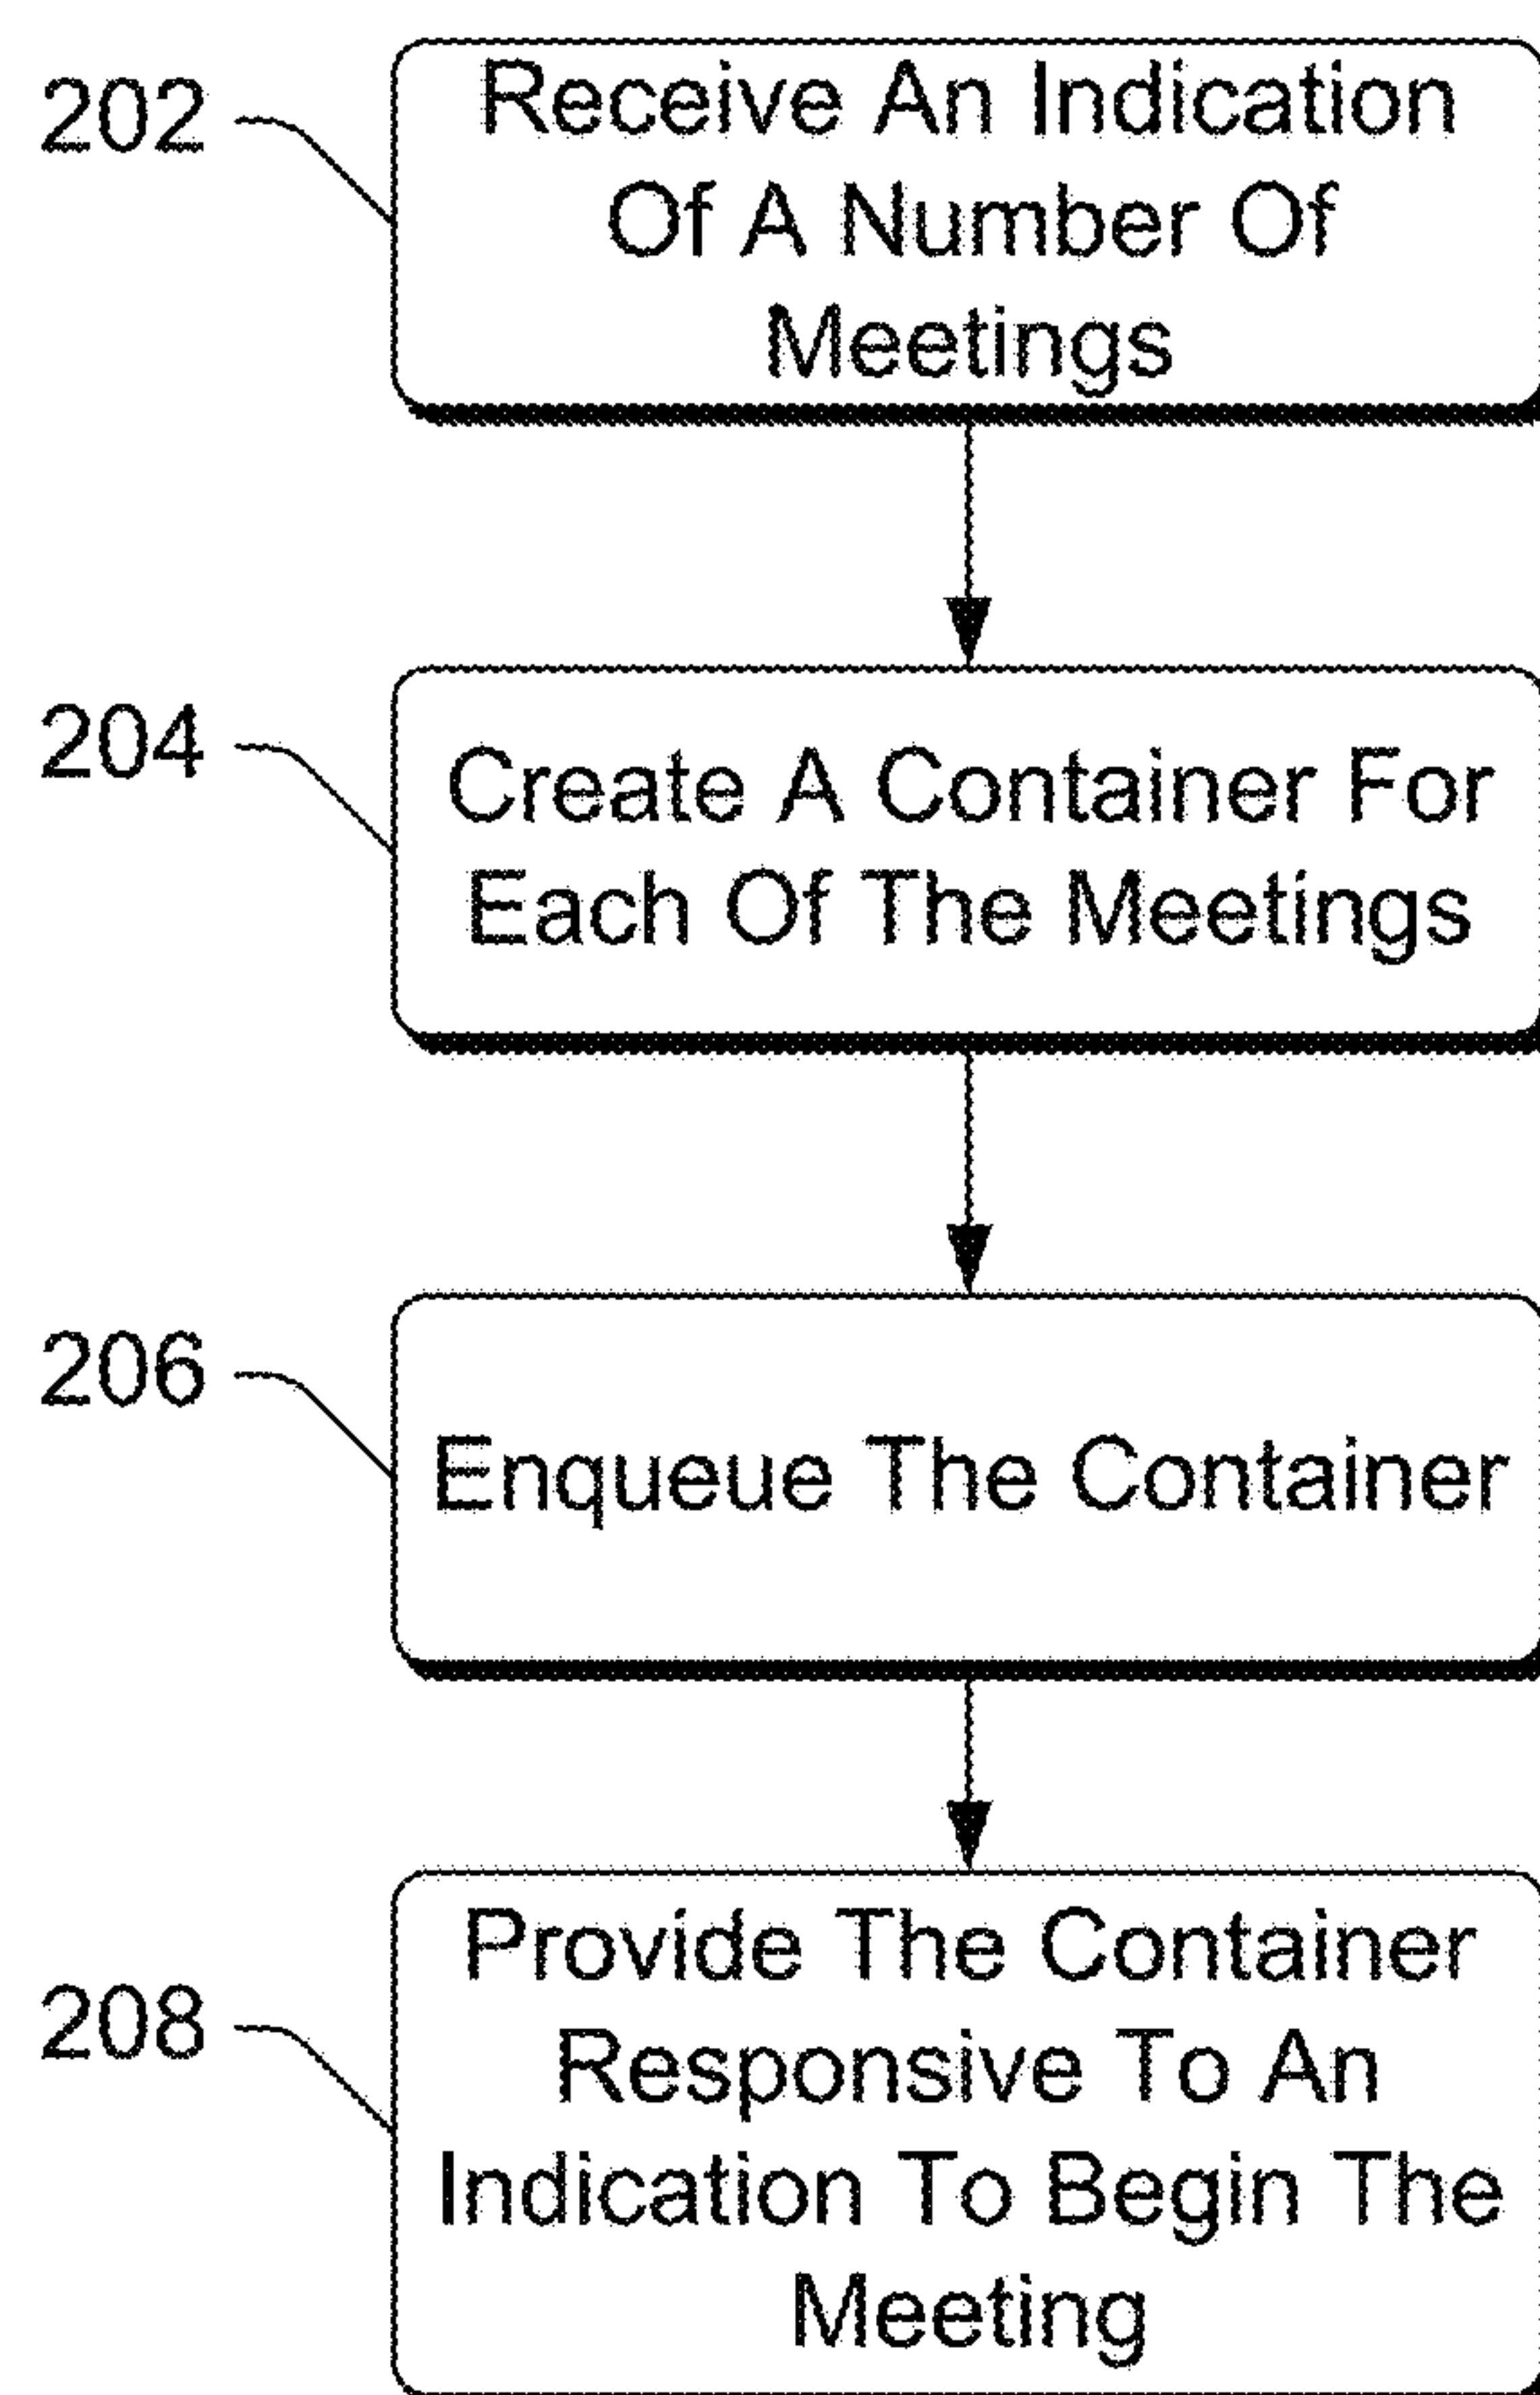 202
Receive An Indication
Of A Number Of
Meetings
204
Create A Container For
Each Of The Meetings
206
Enqueue The Container
208
Provide The Container
Responsive To An
Indication To Begin The
Meeting